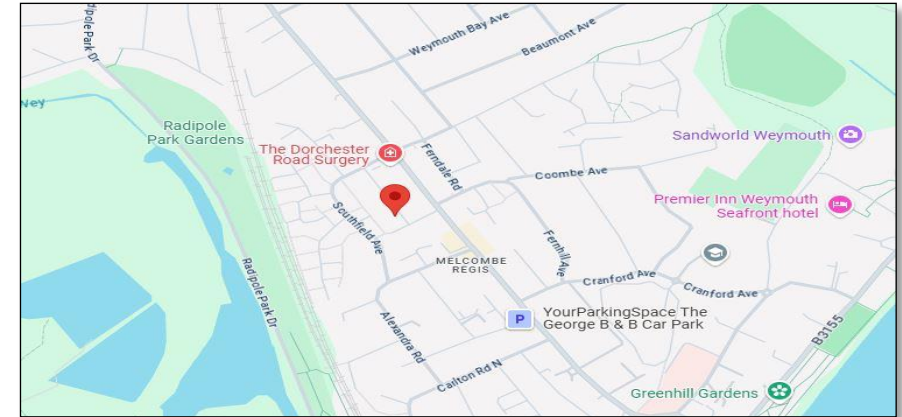 dipole Park Dr
Weymouth Bay Ave
Beaumont Ave
Wey
Radipole
Park Gardens
The Dorchester
Road Surgery
Ferndale Rd
Sandworld Weymouth
Coombe Ave
Premier Inn Weymouth
Seafront hotel
Southfield Ave
MELCOMBE
REGIS
Fernhill Ave
Radipole Park Dr
Cranford Ave
Cranford Ave
P
YourParkingSpace The
George B & B Car Park
Alexandra Rd
B3155
Carlton Rd N
Greenhill Gardens